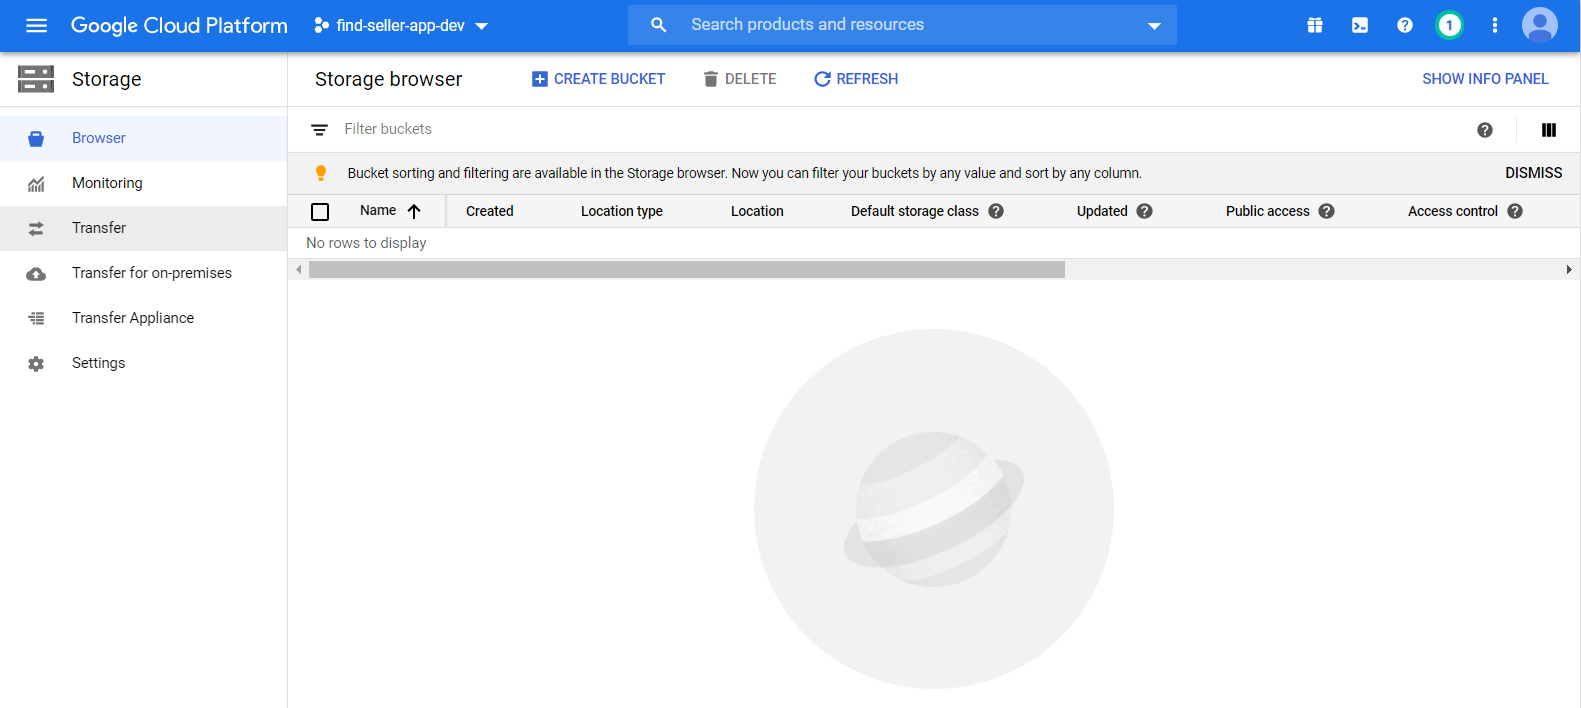 Google Cloud Platform find-seller-app-dev Search products and resources 1
Storage Storage browser CREATE BUCKET DELETE REFRESH SHOW INFO PANEL
Filter buckets
Browser
Bucket sorting and filtering are available in the Storage browser. Now you can filter your buckets by any value and sort by any column. DISMISS
Monitoring
Name Created Location type Location Default storage class Updated Public access Access control
Transfer
No rows to display
Transfer for on-premises
Transfer Appliance
Settings